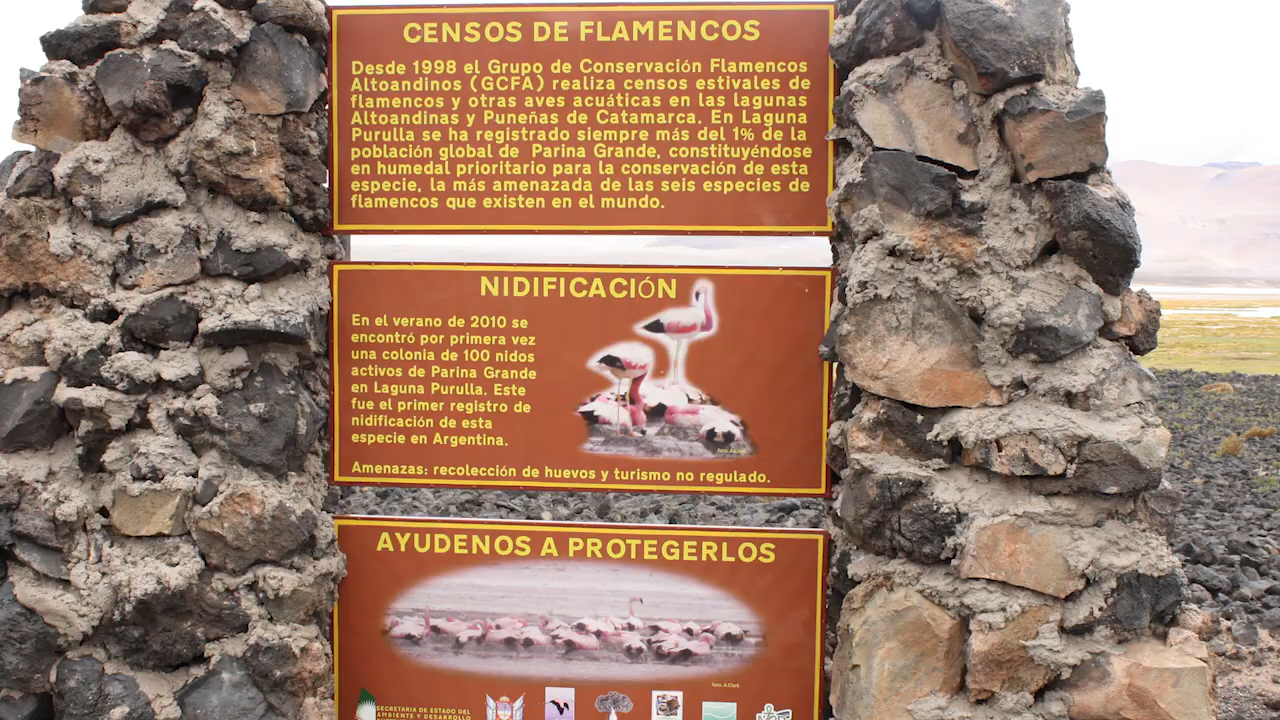 CENSOS DE FLAMENCOS
Desde 1998 el Grupo de Conservación Flamencos
Altoandinos (GCFA) realiza censos estivales de
flamencos y otras aves acuáticas en las lagunas
Altoandinas y Puneñas de Catamarca. En Laguna
Purulla se ha registrado siempre más del 1% de la
población global de Parina Grande, constituyéndose
en humedal prioritario para la conservación de esta
especie, la más amenazada de las seis especies de
flamencos que existen en el mundo.
NIDIFICACIÓN
En el verano de 2010 se
encontró por primera vez
una colonia de 100 nidos
activos de Parina Grande
en Laguna Purulla. Este
fue el primer registro de
nidificación de esta
especie en Argentina.
foto. A.Clark
Amenazas: recolección de huevos y turismo no regulado.
AYUDENOS A PROTEGERLOS
foto. A.Clark
SECRETARIA DE ESTADO DEL
AMBIENTE Y DESARROLLO